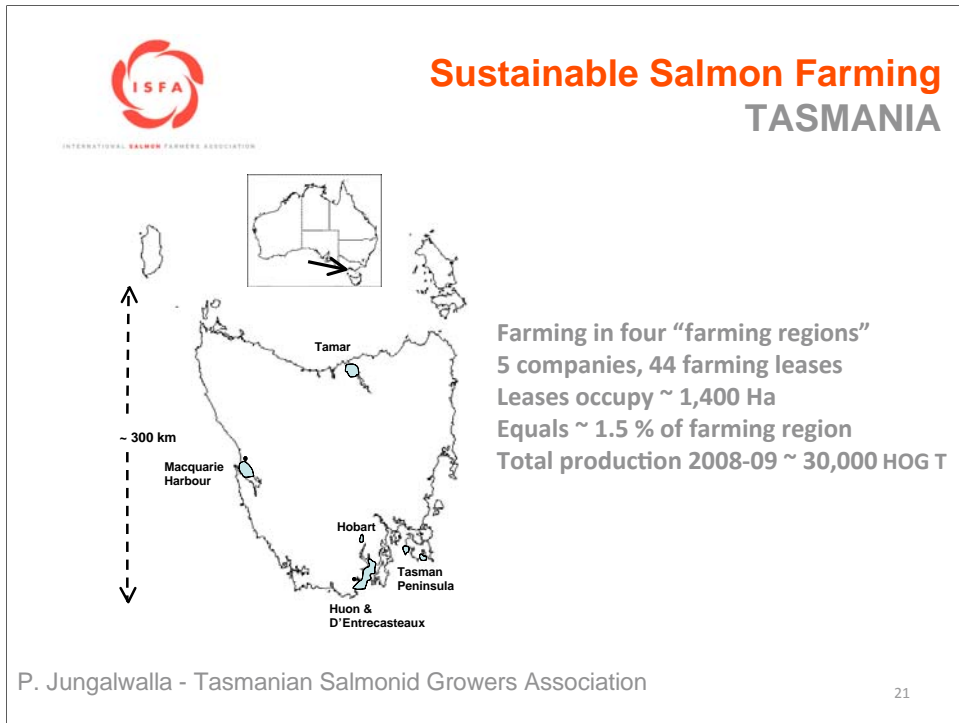 ISFA
INTERNATIONAL SALMON FARMERS ASSOCIATION
Sustainable Salmon Farming
TASMANIA
Tamar
~ 300 km
Macquarie
Harbour
Hobart
Tasman
Peninsula
Huon &
D'Entrecasteaux
Farming in four “farming regions”
5 companies, 44 farming leases
Leases occupy ~ 1,400 Ha
Equals ~ 1.5 % of farming region
Total production 2008-09 ~ 30,000 HOG T
P. Jungalwalla - Tasmanian Salmonid Growers Association
21